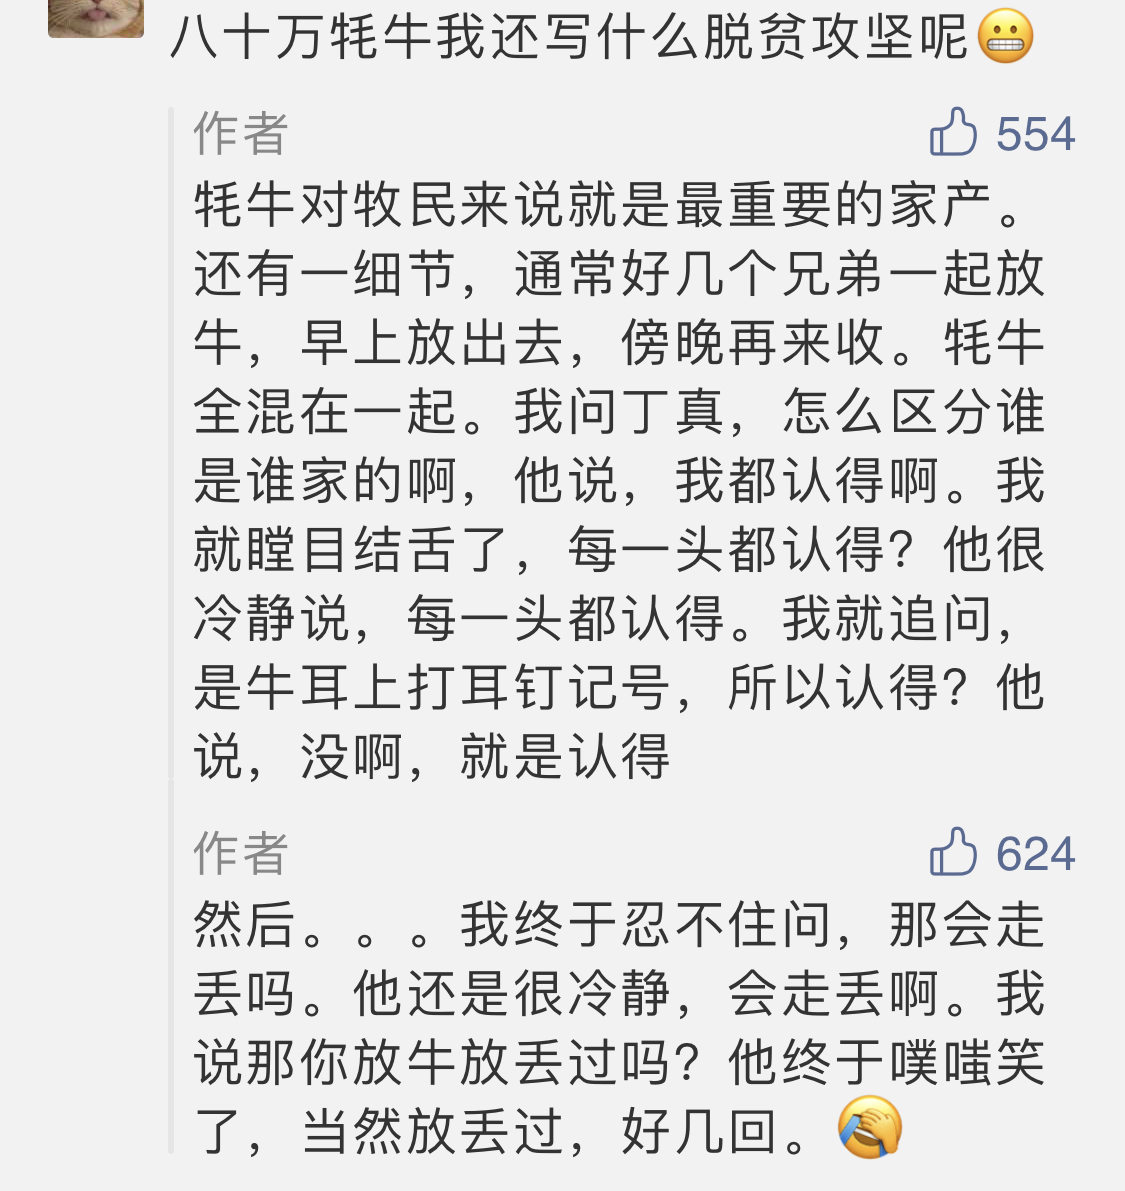 八十万牦牛我还写什么脱贫攻坚呢😬
作者 554
牦牛对牧民来说就是最重要的家产。
还有一细节，通常好几个兄弟一起放
牛，早上放出去，傍晚再来收。牦牛
全混在一起。我问丁真，怎么区分谁
是谁家的啊，他说，我都认得啊。我
就瞠目结舌了，每一头都认得？他很
冷静说，每一头都认得。我就追问，
是牛耳上打耳钉记号，所以认得？他
说，没啊，就是认得
作者 624
然后。。。我终于忍不住问，那会走
丢吗。他还是很冷静，会走丢啊。我
说那你放牛放丢过吗？他终于噗嗤笑
了，当然放丢过，好几回。